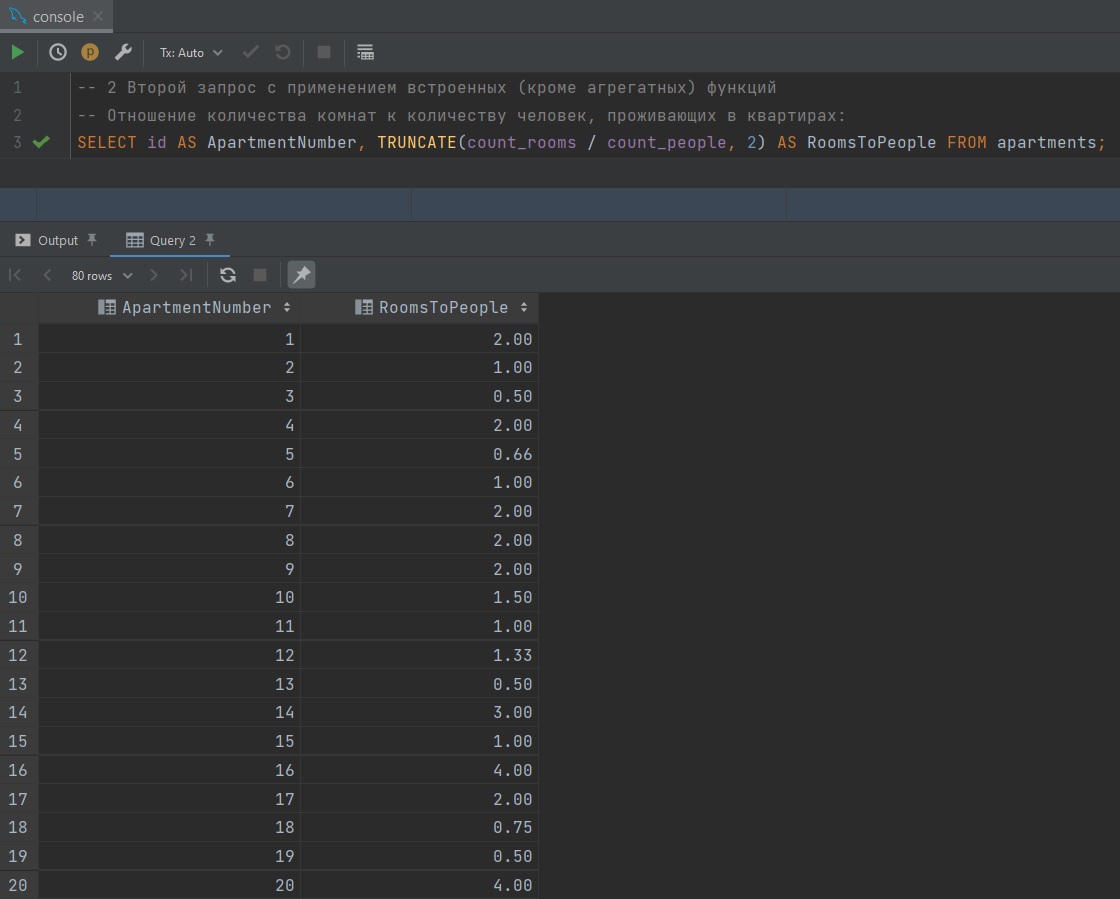 console
Tx: Auto
1 -- 2 Второй запрос с применением встроенных (кроме агрегатных) функций
2 -- Отношение количества комнат к количеству человек, проживающих в квартирах:
3 SELECT id AS ApartmentNumber, TRUNCATE(count_rooms / count_people, 2) AS RoomsToPeople FROM apartments;
Output Query 2
80 rows
ApartmentNumber RoomsToPeople
1 1 2.00
2 2 1.00
3 3 0.50
4 4 2.00
5 5 0.66
6 6 1.00
7 7 2.00
8 8 2.00
9 9 2.00
10 10 1.50
11 11 1.00
12 12 1.33
13 13 0.50
14 14 3.00
15 15 1.00
16 16 4.00
17 17 2.00
18 18 0.75
19 19 0.50
20 20 4.00